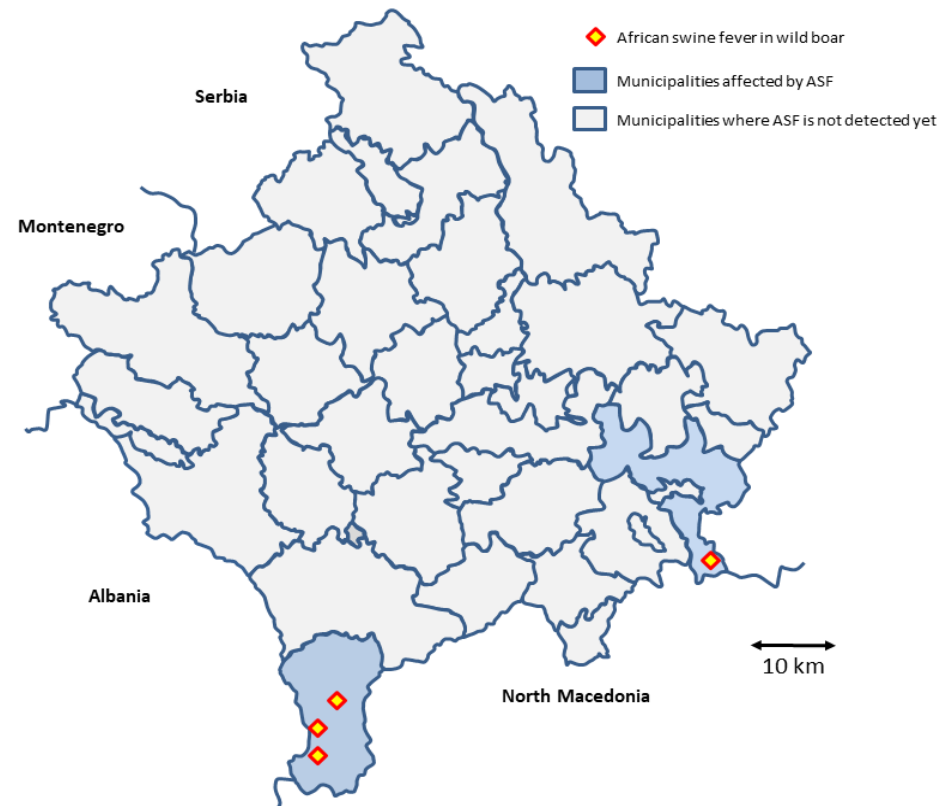 African swine fever in wild boar
Municipalities affected by ASF
Municipalities where ASF is not detected yet
Serbia
Montenegro
Albania
North Macedonia
10 km